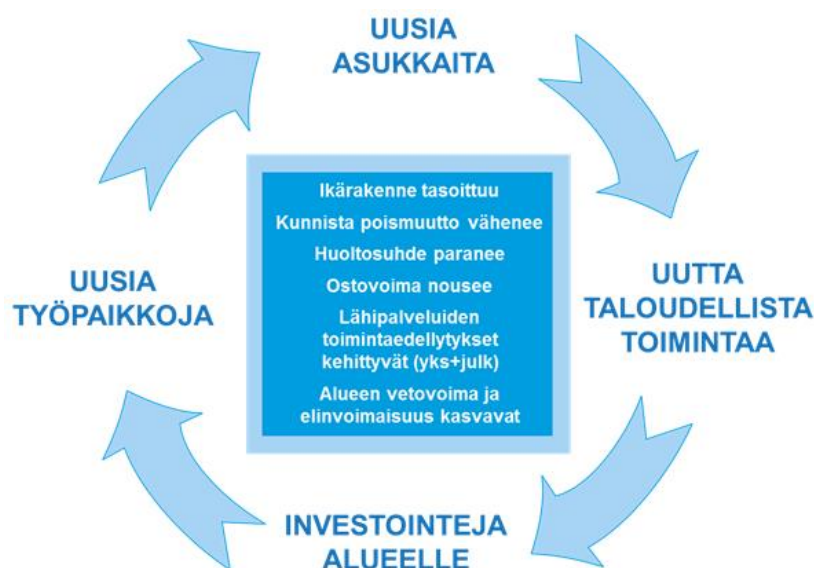 UUSIA
ASUKKAITA
UUTTA
TALOUDELLISTA
TOIMINTAA
INVESTOINTEJA
ALUEELLE
UUSIA
TYÖPAIKKOJA
Ikärakenne tasoittuu
Kunnista poismuutto vähenee
Huoltosuhde paranee
Ostovoima nousee
Lähipalveluiden
toimintaedellytykset
kehittyvät (yks+julk)
Alueen vetovoima ja
elinvoimaisuus kasvavat